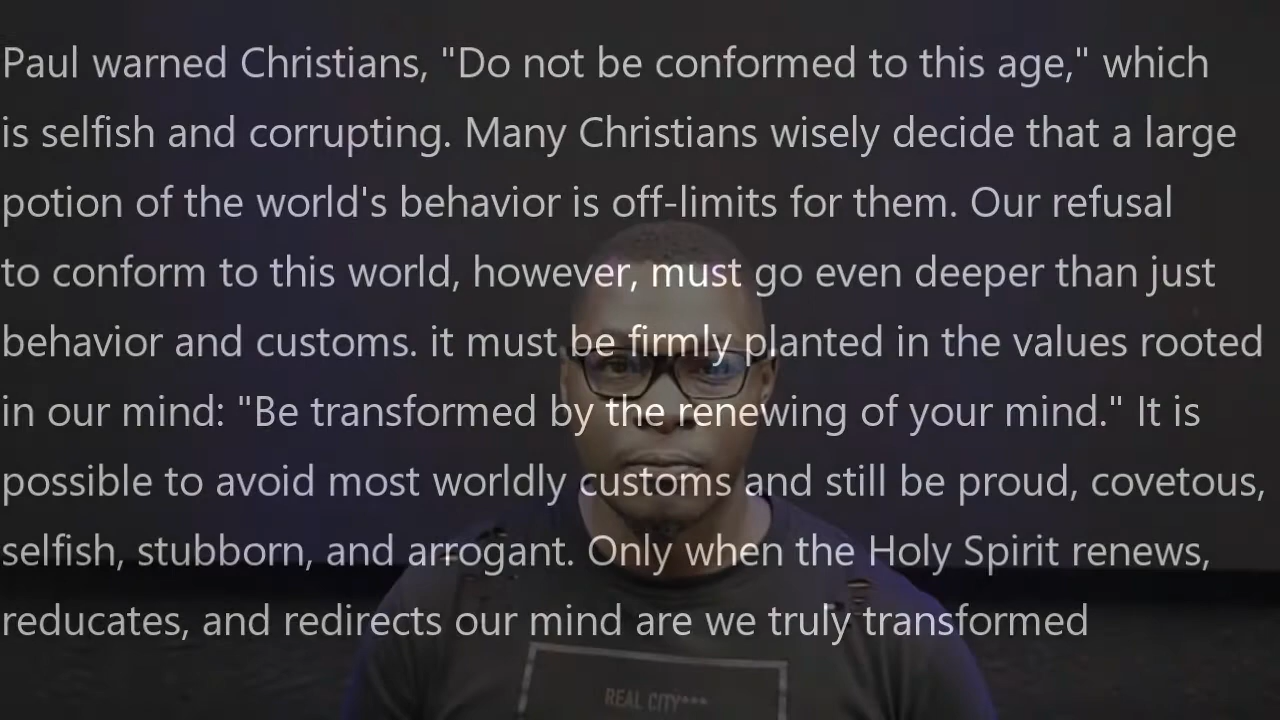 Paul warned Christians, "Do not be conformed to this age," which
is selfish and corrupting. Many Christians wisely decide that a large
potion of the world's behavior is off-limits for them. Our refusal
to conform to this world, however, must go even deeper than just
behavior and customs. it must be firmly planted in the values rooted
in our mind: "Be transformed by the renewing of your mind." It is
possible to avoid most worldly customs and still be proud, covetous,
selfish, stubborn, and arrogant. Only when the Holy Spirit renews,
reducates, and redirects our mind are we truly transformed
REAL CITY***